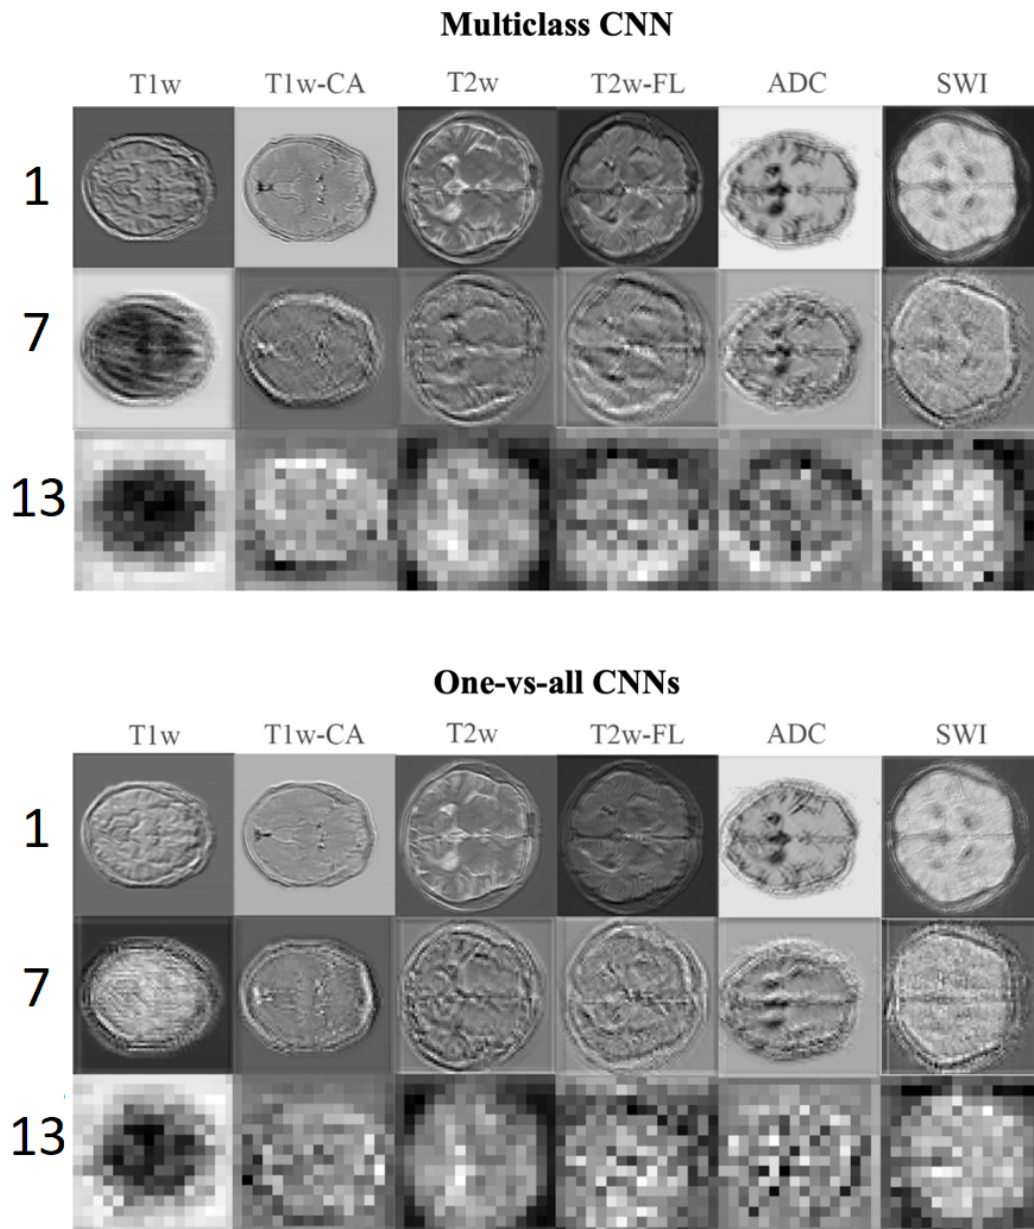 Multiclass CNN
T1w T1w-CA T2w T2w-FL ADC SWI
1
7
13
One-vs-all CNNs
T1w T1w-CA T2w T2w-FL ADC SWI
1
7
13